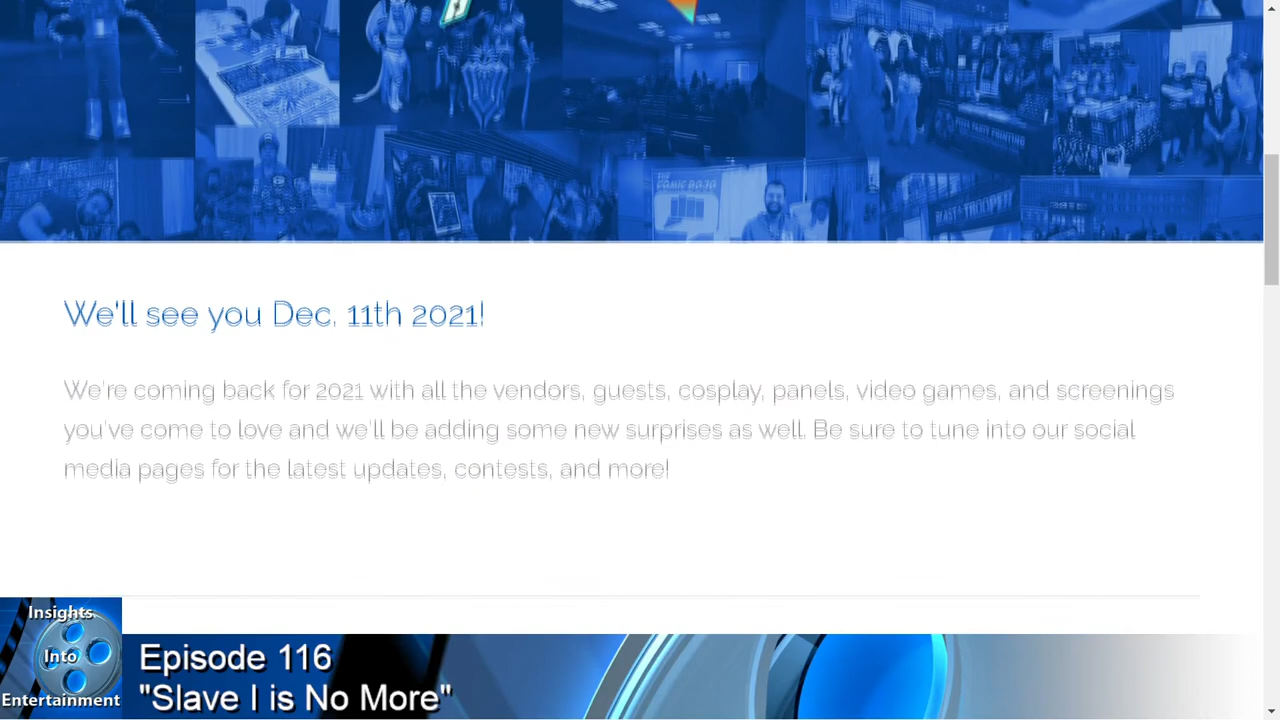 THE
COMIC DOJO
We'll see you Dec. 11th 2021!
We're coming back for 2021 with all the vendors, guests, cosplay, panels, video games, and screenings
you've come to love and we'll be adding some new surprises as well. Be sure to tune into our social
media pages for the latest updates, contests, and more!
Insights
Into
Entertainment
Episode 116
"Slave I is No More"